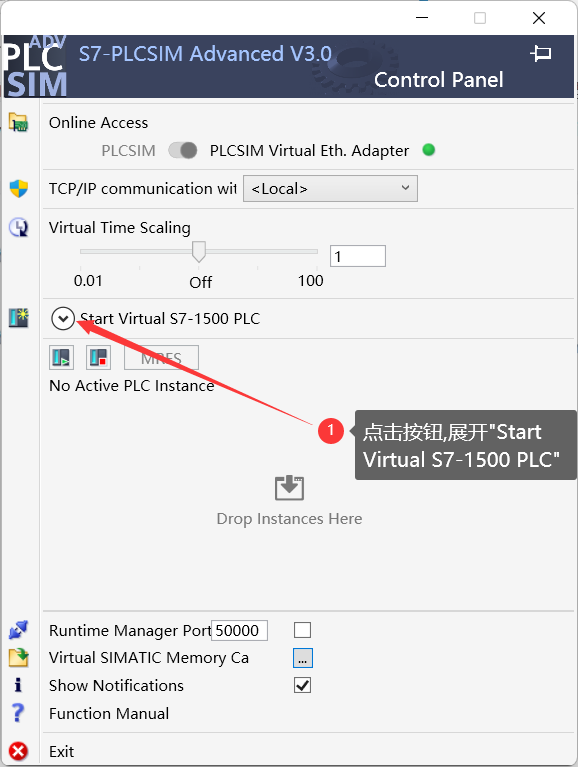 ADV
PLC
SIM
S7-PLCSIM Advanced V3.0
Control Panel
Online Access
PLCSIM PLCSIM Virtual Eth. Adapter
TCP/IP communication wit <Local>
Virtual Time Scaling
1
0.01 Off 100
Start Virtual S7-1500 PLC
MRES
No Active PLC Instance
1
点击按钮,展开"Start
Virtual S7-1500 PLC"
Drop Instances Here
Runtime Manager Port 50000
Virtual SIMATIC Memory Ca ...
Show Notifications
Function Manual
Exit